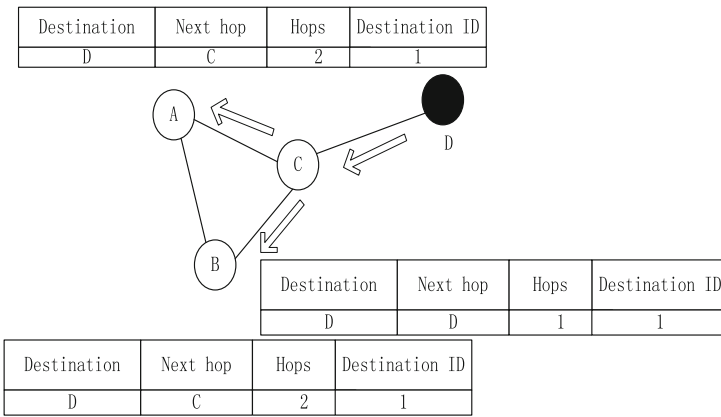 Destination Next hop Hops Destination ID
D C 2 1
A
C
D
B
Destination Next hop Hops Destination ID
D D 1 1
Destination Next hop Hops Destination ID
D C 2 1